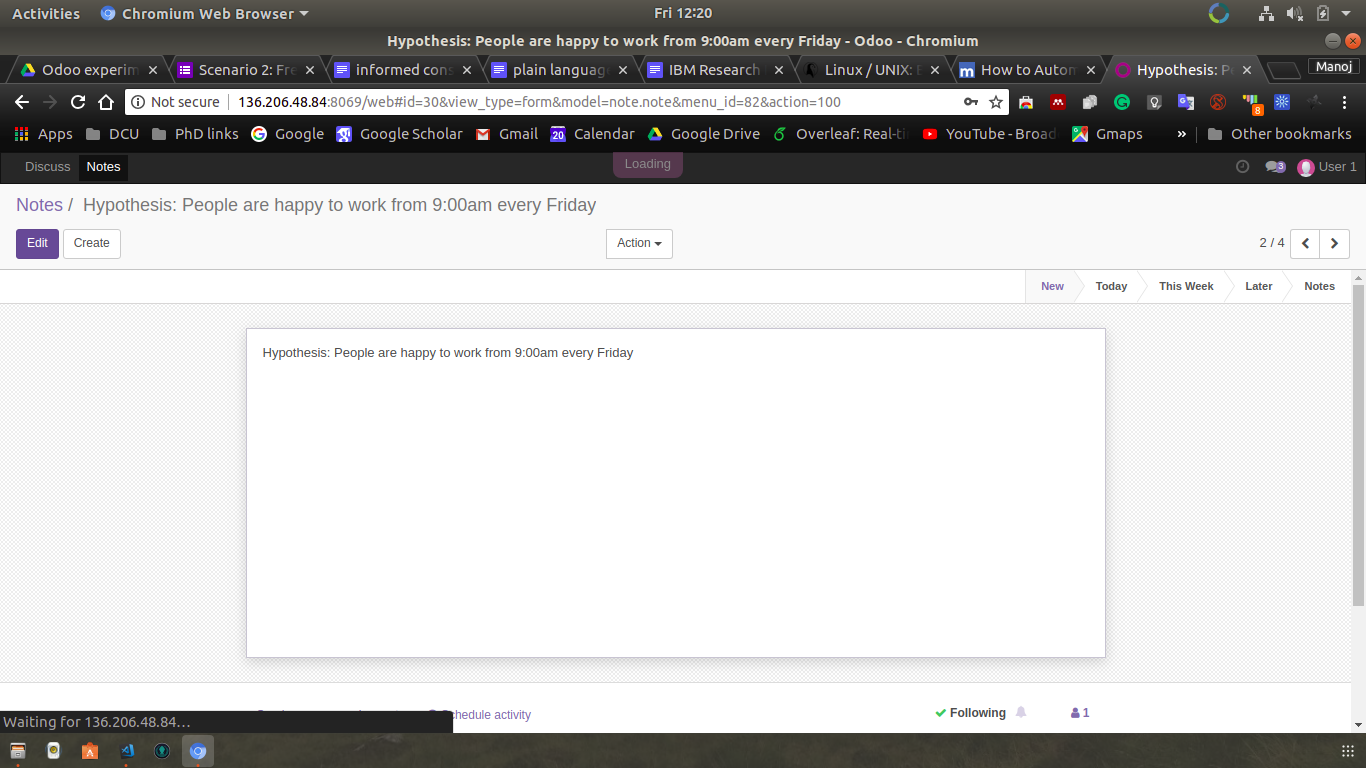 Activities Chromium Web Browser Fri 12:20
Hypothesis: People are happy to work from 9:00am every Friday - Odoo - Chromium
Odoo experim Scenario 2: Fre informed cons plain language IBM Research Linux / UNIX: How to Autom Hypothesis: Pe Manoj
Not secure 136.206.48.84:8069/web#id=30&view_type=form&model=note.note&menu_id=82&action=100 8
Apps DCU PhD links Google Google Scholar Gmail 20 Calendar Google Drive Overleaf: Real-ti YouTube - Broad Gmaps » Other bookmarks
Discuss Notes Loading 3 User 1
Notes / Hypothesis: People are happy to work from 9:00am every Friday
Edit Create Action 2 / 4
New Today This Week Later Notes
Hypothesis: People are happy to work from 9:00am every Friday
Schedule activity Following 1
Waiting for 136.206.48.84…